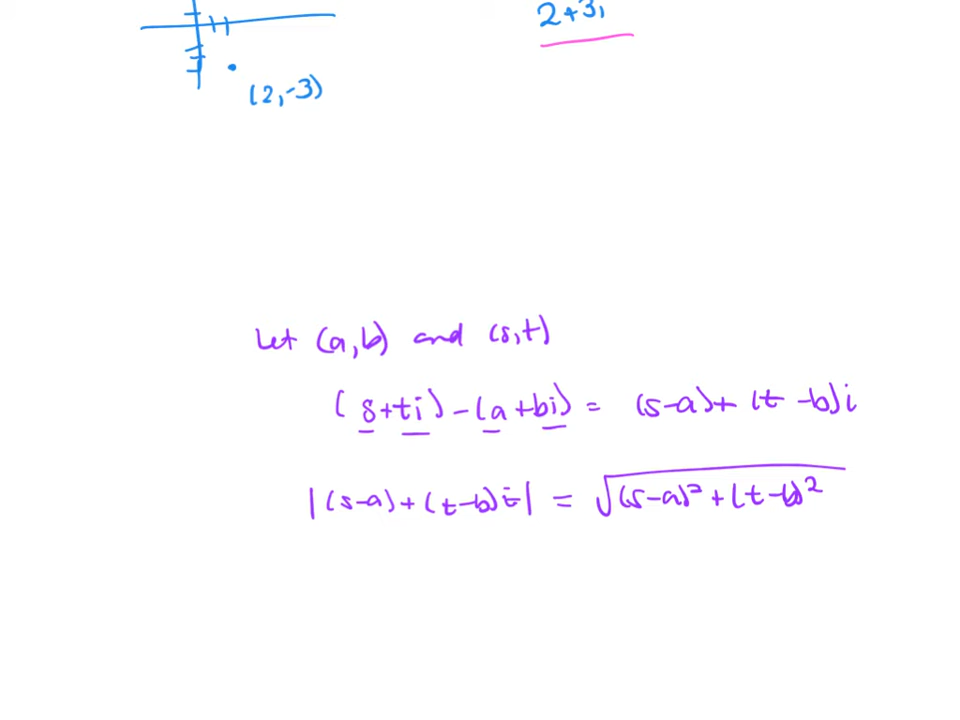 2+3i
(2,-3)
Let (a,b) and (s,t)
(s+ti)-(a+bi) = (s-a)+(t-b)i
|(s-a)+(t-b)i| = √(s-a)²+(t-b)²